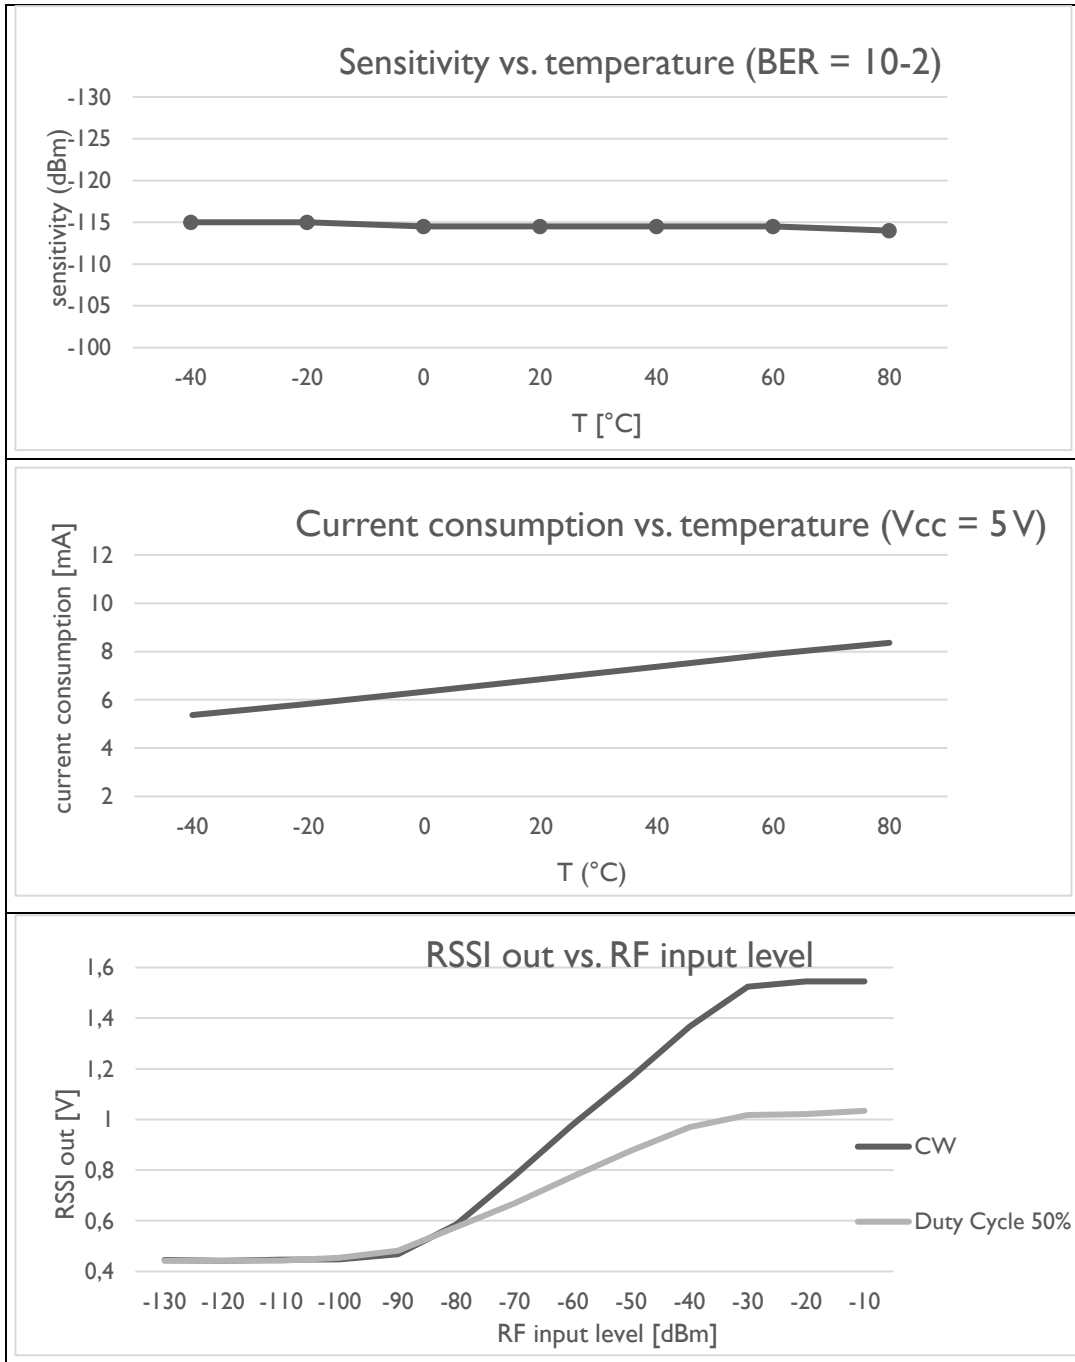 Sensitivity vs. temperature (BER = 10-2)
sensitivity (dBm)
-130
-125
-120
-115
-110
-105
-100
-40 -20 0 20 40 60 80
T [°C]
Current consumption vs. temperature (Vcc = 5 V)
current consumption [mA]
12
10
8
6
4
2
-40 -20 0 20 40 60 80
T (°C)
RSSI out vs. RF input level
RSSI out [V]
1,6
1,4
1,2
1
0,8
0,6
0,4
CW
Duty Cycle 50%
-130 -120 -110 -100 -90 -80 -70 -60 -50 -40 -30 -20 -10
RF input level [dBm]